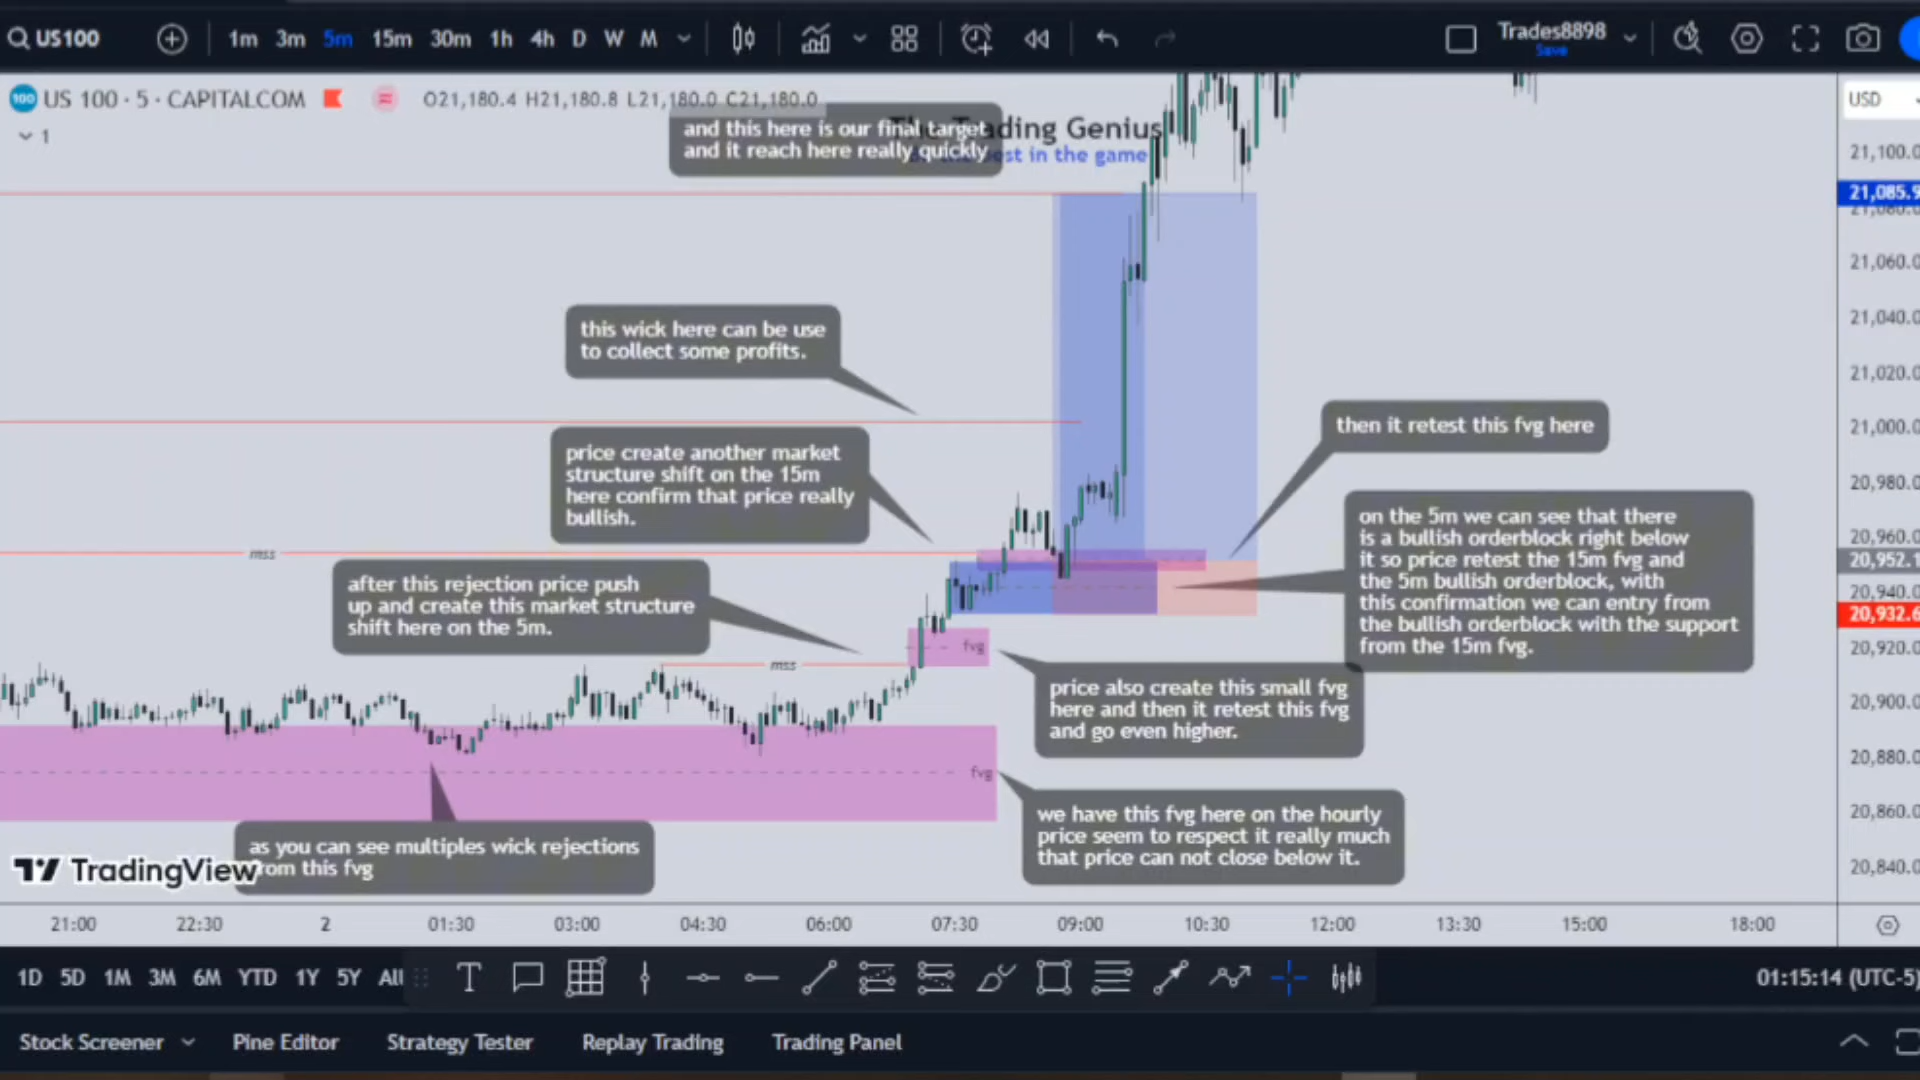 US100
1m 3m 5m 15m 30m 1h 4h D W M
Trades8898
Save
100 US 100 · 5 · CAPITALCOM
O21,180.4 H21,180.8 L21,180.0 C21,180.0
1
USD
Trading Genius
in the game
and this here is our final target
and it reach here really quickly
this wick here can be use
to collect some profits.
price create another market
structure shift on the 15m
here confirm that price really
bullish.
then it retest this fvg here
on the 5m we can see that there
is a bullish orderblock right below
it so price retest the 15m fvg and
the 5m bullish orderblock, with
this confirmation we can entry from
the bullish orderblock with the support
from the 15m fvg.
mss
after this rejection price push
up and create this market structure
shift here on the 5m.
mss
fvg
price also create this small fvg
here and then it retest this fvg
and go even higher.
fvg
we have this fvg here on the hourly
price seem to respect it really much
that price can not close below it.
as you can see multiples wick rejections
from this fvg
TradingView
21,100.0
21,085.9
21,080.0
21,060.0
21,040.0
21,020.0
21,000.0
20,980.0
20,960.0
20,952.1
20,940.0
20,932.6
20,920.0
20,900.0
20,880.0
20,860.0
20,840.0
21:00 22:30 2 01:30 03:00 04:30 06:00 07:30 09:00 10:30 12:00 13:30 15:00 18:00
1D 5D 1M 3M 6M YTD 1Y 5Y All
01:15:14 (UTC-5)
Stock Screener Pine Editor Strategy Tester Replay Trading Trading Panel